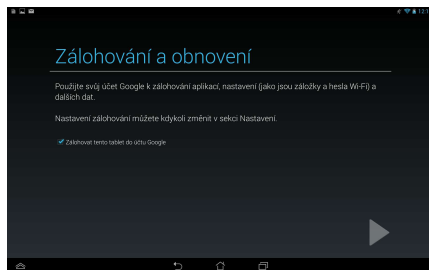 Zálohování a obnovení
Použijte svůj účet Google k zálohování aplikací, nastavení (jako jsou záložky a hesla Wi-Fi) a
dalších dat.
Nastavení zálohování můžete kdykoli změnit v sekci Nastavení.
Zálohovat tento tablet do účtu Google